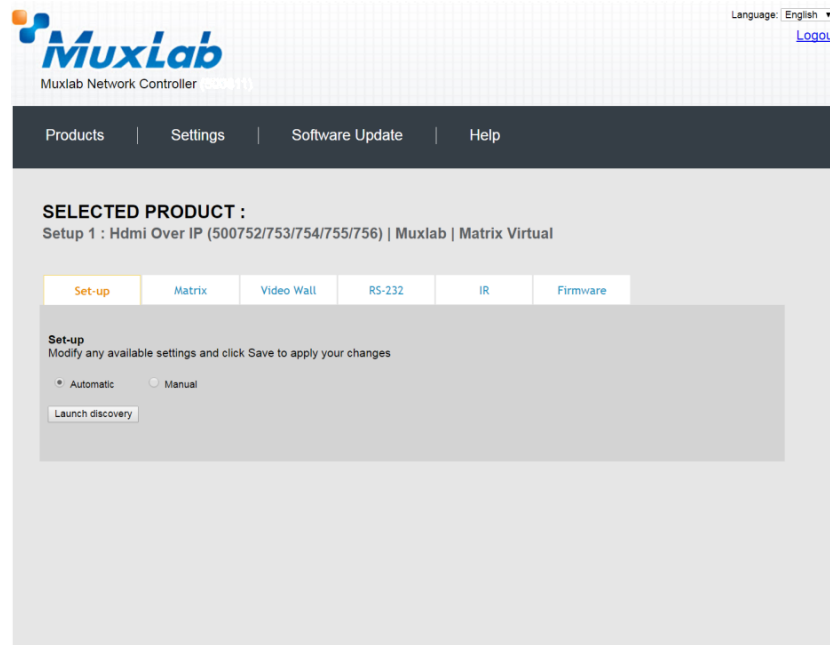 Language: English
Logou
MuxLab
Muxlab Network Controller
Products | Settings | Software Update | Help
SELECTED PRODUCT :
Setup 1 : Hdmi Over IP (500752/753/754/755/756) | Muxlab | Matrix Virtual
Set-up Matrix Video Wall RS-232 IR Firmware
Set-up
Modify any available settings and click Save to apply your changes
Automatic Manual
Launch discovery